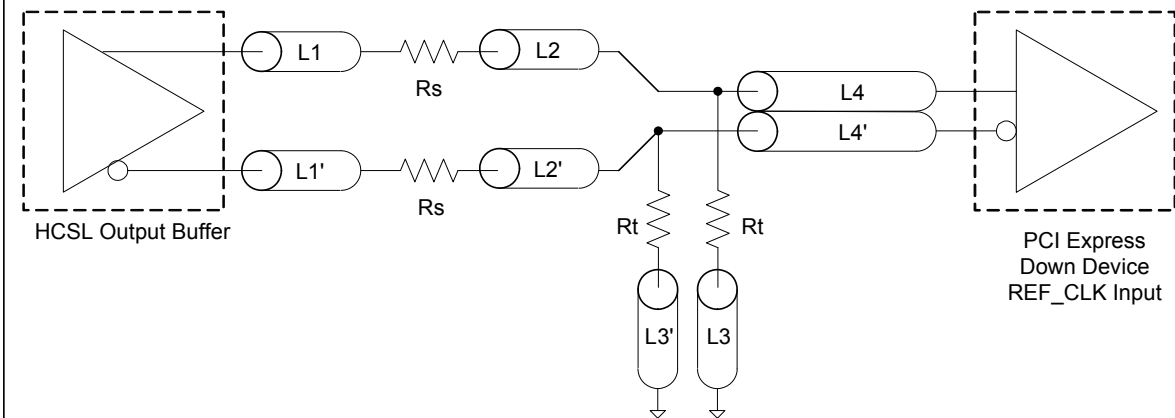 L1
Rs
L2
L4
L4'
L1'
Rs
L2'
HCSL Output Buffer
Rt
Rt
L3'
L3
PCI Express
Down Device
REF_CLK Input